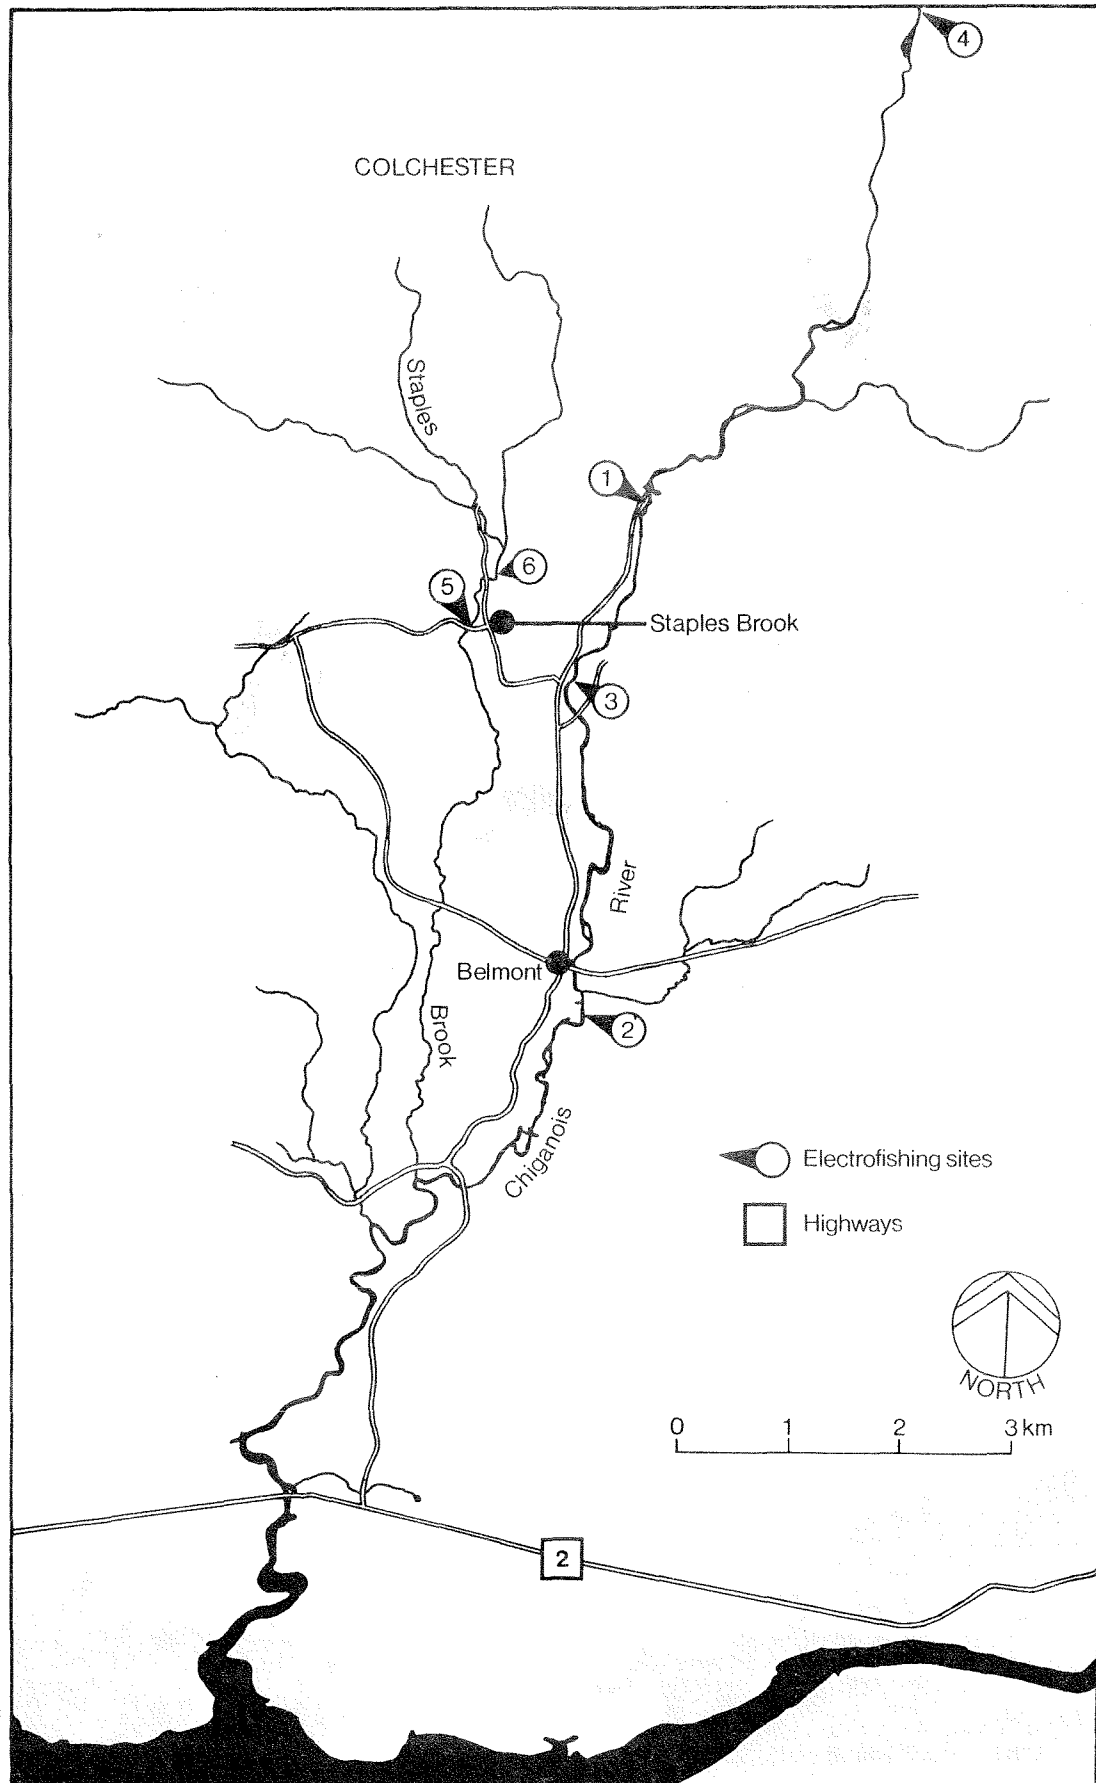 4
COLCHESTER
Staples
1
6
5
Staples Brook
3
River
Belmont
Brook
2
Chiganois
Electrofishing sites
Highways
NORTH
0 1 2 3 km
2